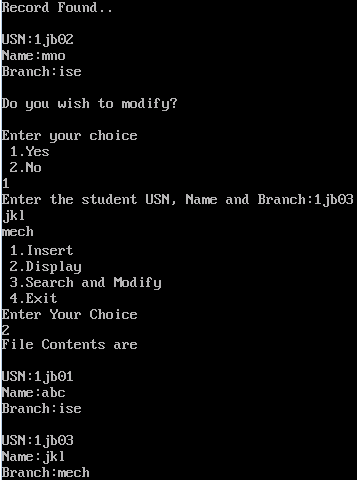 Record Found..
USN:1jb02
Name:mno
Branch:ise
Do you wish to modify?
Enter your choice
1.Yes
2.No
1
Enter the student USN, Name and Branch:1jb03
jkl
mech
1.Insert
2.Display
3.Search and Modify
4.Exit
Enter Your Choice
2
File Contents are
USN:1jb01
Name:abc
Branch:ise
USN:1jb03
Name:jkl
Branch:mech